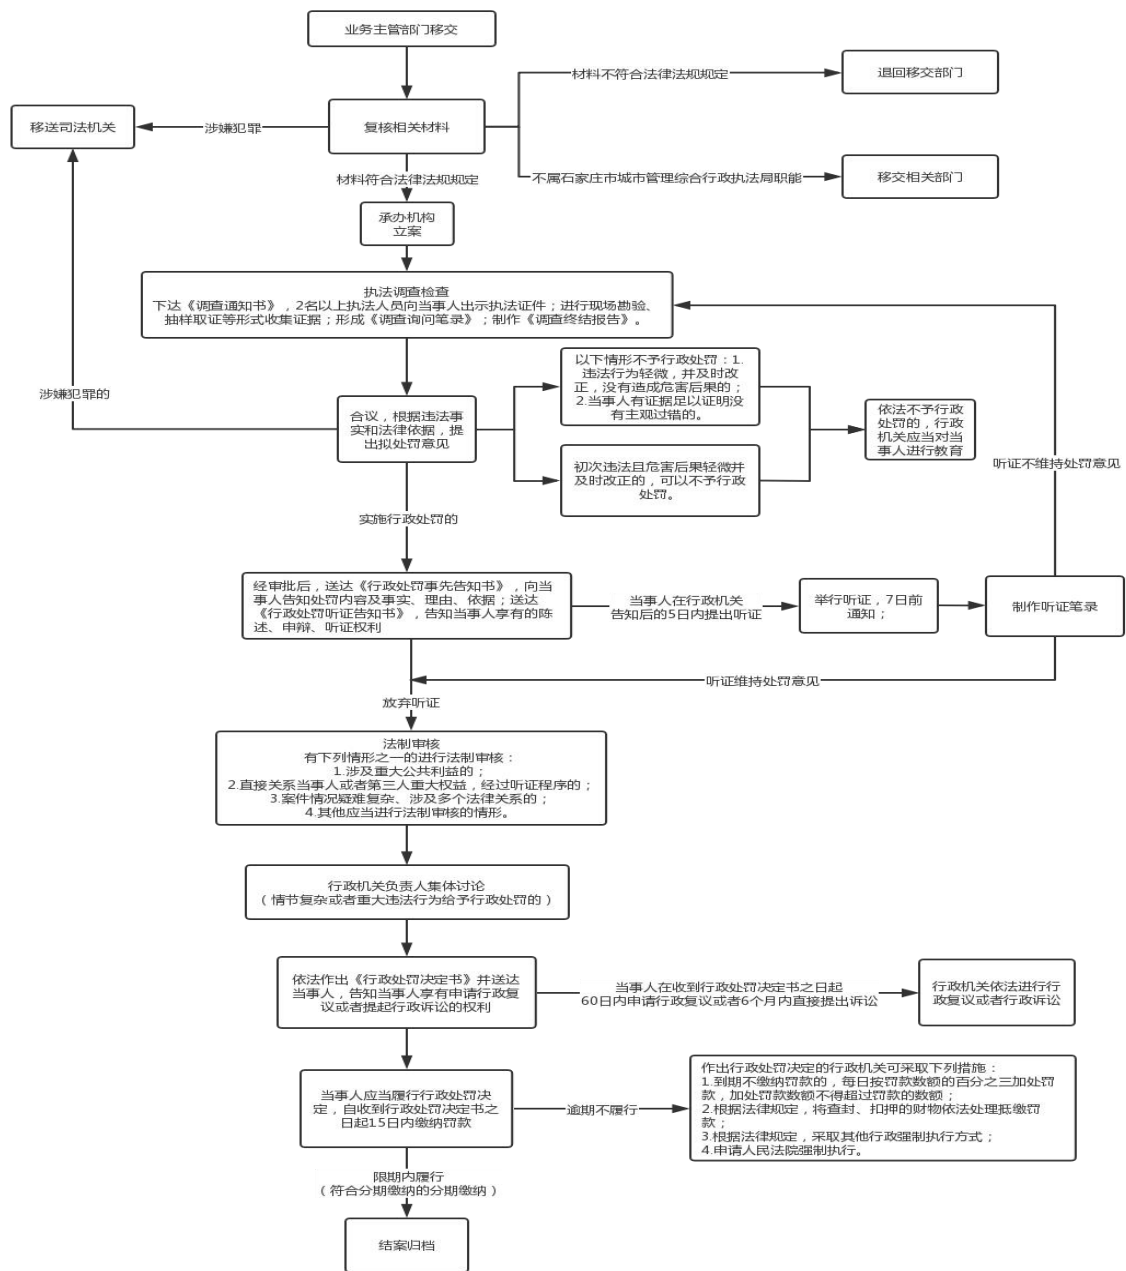 业务主管部门移交
材料不符合法律法规规定
退回移交部门
移送司法机关
涉嫌犯罪
复核相关材料
材料符合法律法规规定
不属石家庄市城市管理综合行政执法局职能
移交相关部门
承办机构
立案
执法调查检查
下达《调查通知书》，2名以上执法人员向当事人出示执法证件；进行现场勘验、
抽样取证等形式收集证据；形成《调查询问笔录》；制作《调查终结报告》。
涉嫌犯罪的
合议，根据违法事
实和法律依据，提
出拟处罚意见
以下情形不予行政处罚：1.
违法行为轻微，并及时改
正，没有造成危害后果的；
2.当事人有证据足以证明没
有主观过错的。
初次违法且危害后果轻微并
及时改正的，可以不予行政
处罚。
依法不予行政
处罚的，行政
机关应当对当
事人进行教育
听证不维持处罚意见
实施行政处罚的
经审批后，送达《行政处罚事先告知书》，向当
事人告知处罚内容及事实、理由、依据；送达
《行政处罚听证告知书》，告知当事人享有的陈
述、申辩、听证权利
当事人在行政机关
告知后的5日内提出听证
举行听证，7日前
通知；
制作听证笔录
听证维持处罚意见
放弃听证
法制审核
有下列情形之一的进行法制审核：
1.涉及重大公共利益的；
2.直接关系当事人或者第三人重大权益，经过听证程序的；
3.案件情况疑难复杂、涉及多个法律关系的；
4.其他应当进行法制审核的情形。
行政机关负责人集体讨论
（情节复杂或者重大违法行为给予行政处罚的）
依法作出《行政处罚决定书》并送达
当事人，告知当事人享有申请行政复
议或者提起行政诉讼的权利
当事人在收到行政处罚决定书之日起
60日内申请行政复议或者6个月内直接提出诉讼
行政机关依法进行行
政复议或者行政诉讼
当事人应当履行行政处罚决
定，自收到行政处罚决定书之
日起15日内缴纳罚款
逾期不履行
作出行政处罚决定的行政机关可采取下列措施：
1.到期不缴纳罚款的，每日按罚款数额的百分之三加处罚
款，加处罚款数额不得超过罚款的数额；
2.根据法律规定，将查封、扣押的财物依法处理抵缴罚
款；
3.根据法律规定，采取其他行政强制执行方式；
4.申请人民法院强制执行。
限期内履行
（符合分期缴纳的分期缴纳）
结案归档